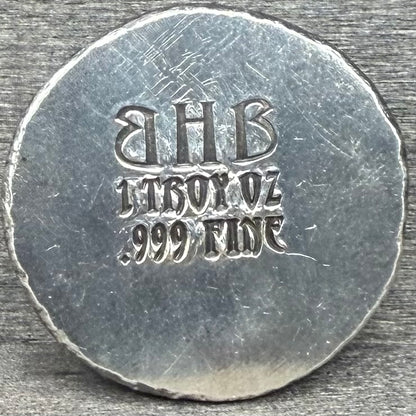 BHB
1 TROY OZ
.999 FINE